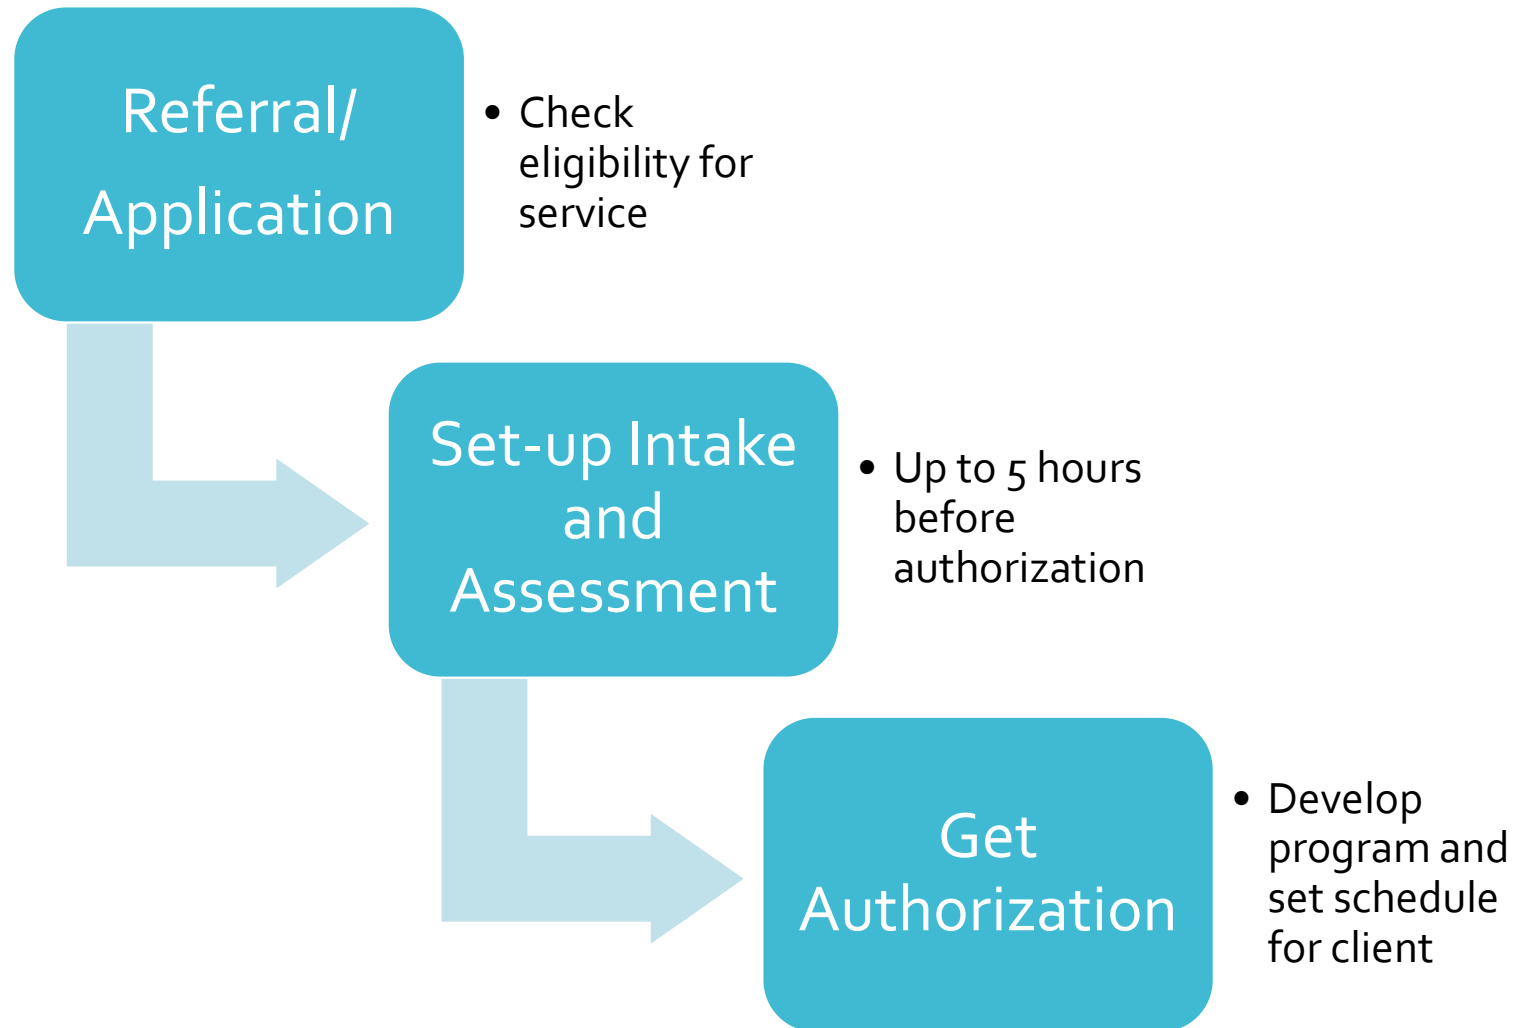 Referral/
Application
• Check
eligibility for
service
Set-up Intake
and
Assessment
• Up to 5 hours
before
authorization
Get
Authorization
• Develop
program and
set schedule
for client